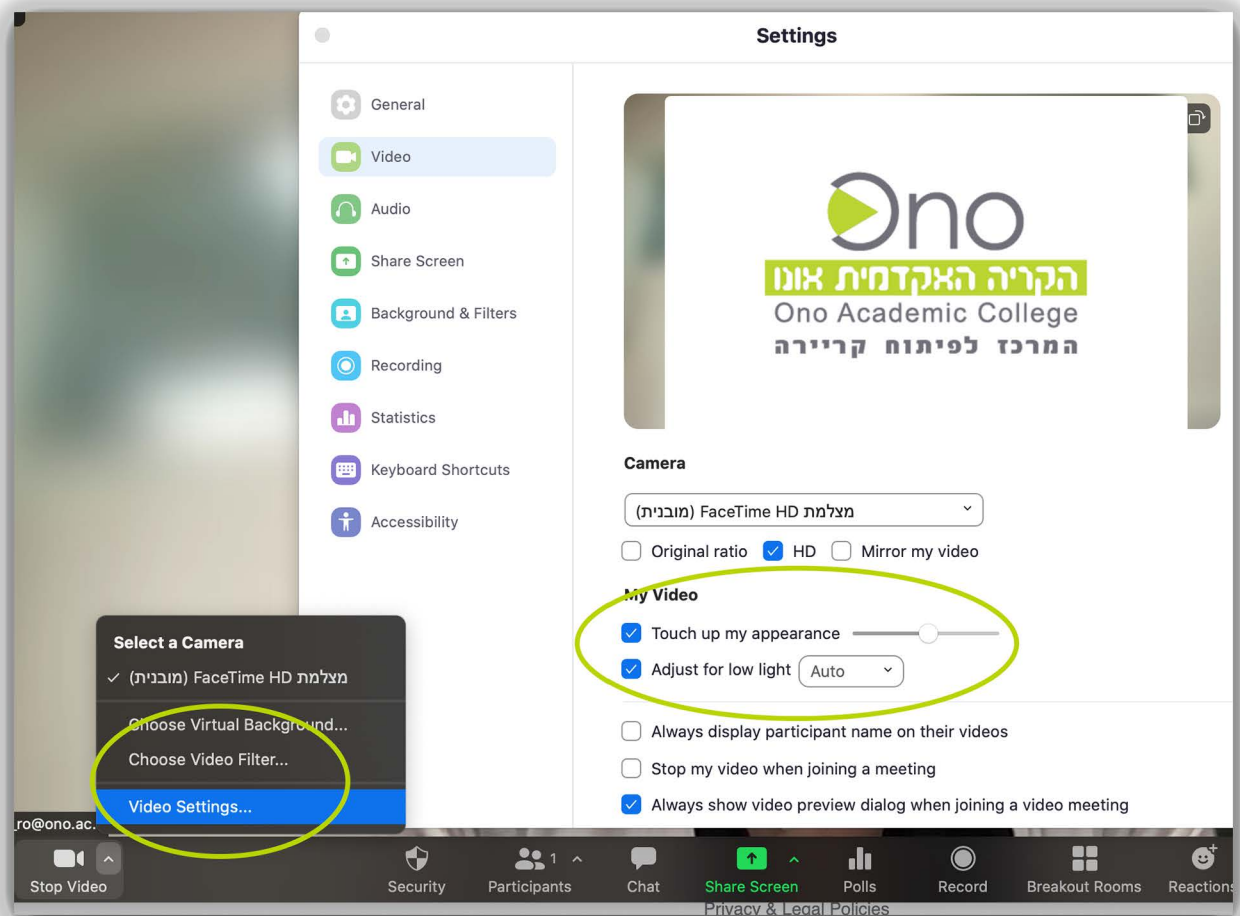 Settings
General
Video
Audio
Share Screen
Background & Filters
Recording
Statistics
Keyboard Shortcuts
Accessibility
Ono
הקריה האקדמית אונו
Ono Academic College
המרכז לפיתוח קריירה
Camera
מצלמת FaceTime HD (מובנית)
Original ratio HD Mirror my video
My Video
Touch up my appearance
Adjust for low light Auto
Always display participant name on their videos
Stop my video when joining a meeting
Always show video preview dialog when joining a video meeting
Select a Camera
✓ מצלמת FaceTime HD (מובנית)
Choose Virtual Background...
Choose Video Filter...
Video Settings...
_ro@ono.ac.
1
Stop Video Security Participants Chat Share Screen Polls Record Breakout Rooms Reactions
Privacy & Legal Policies